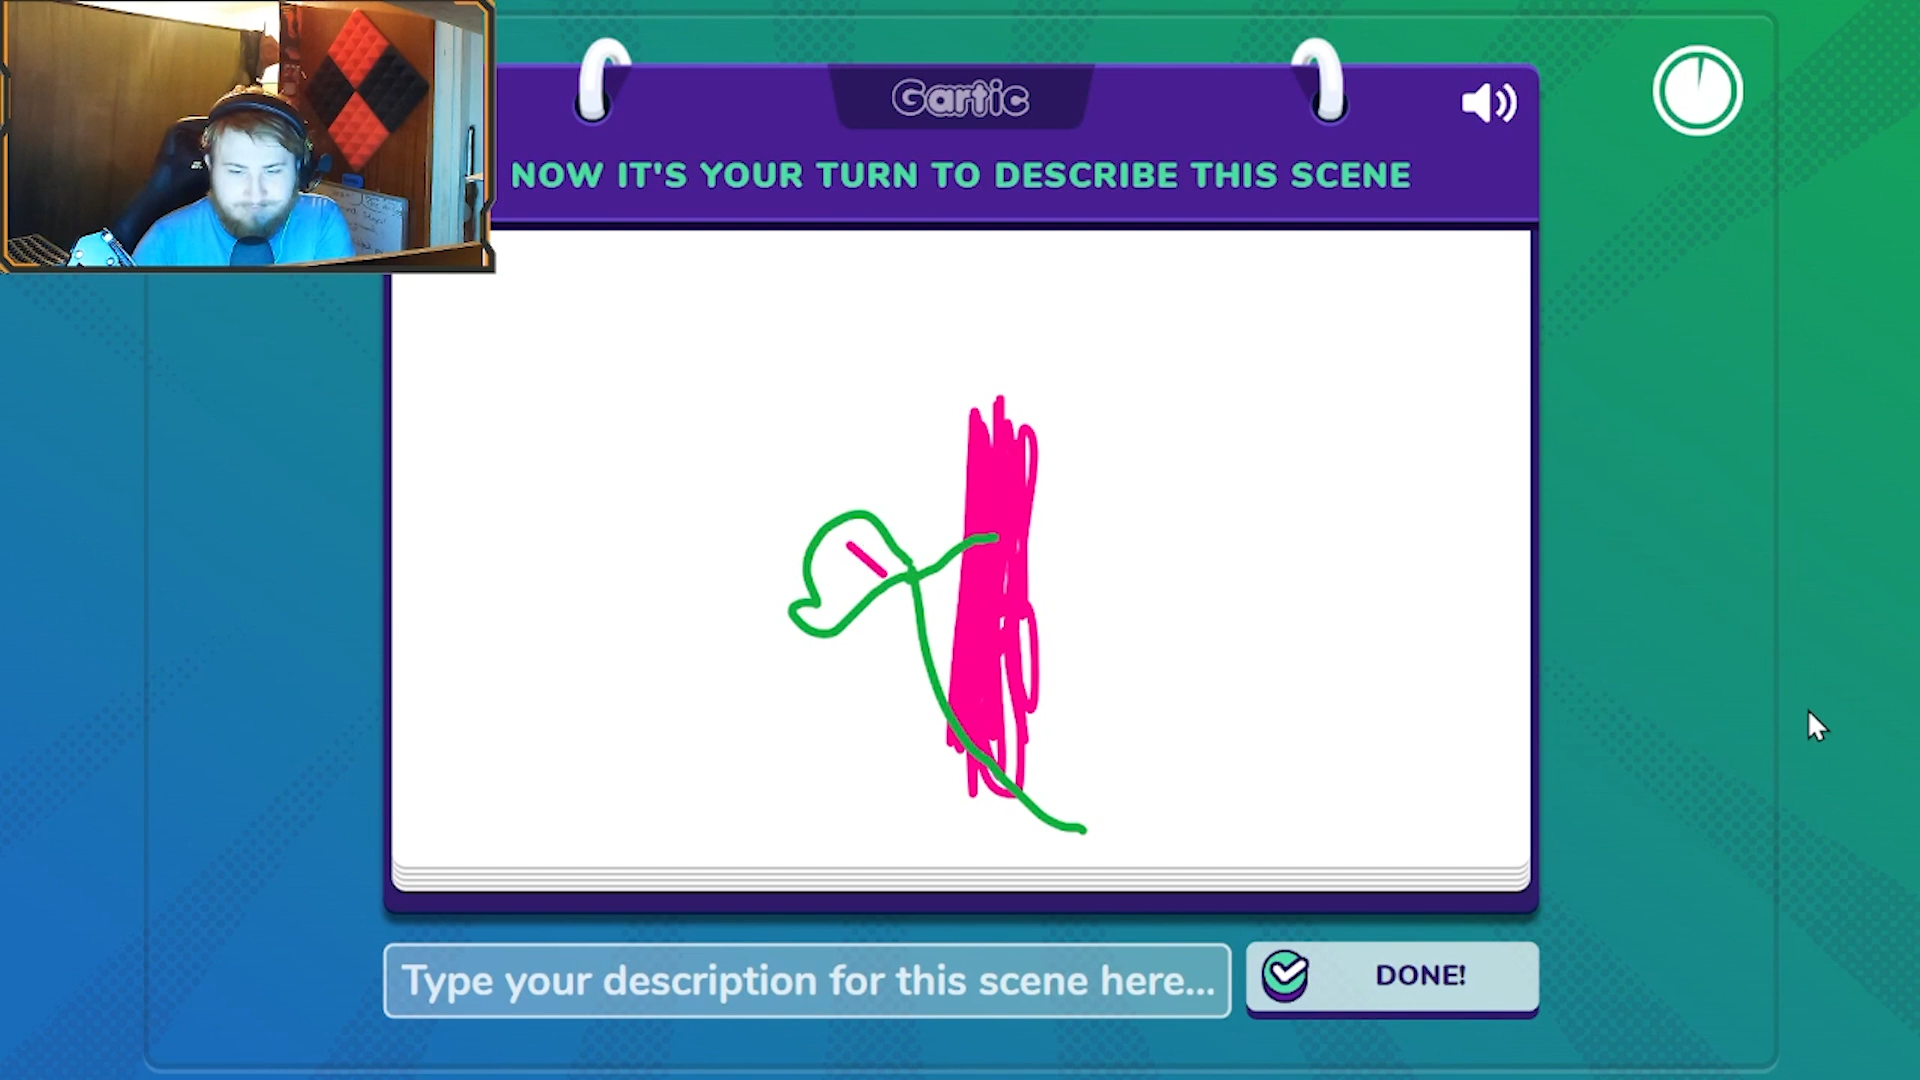 Gartic
NOW IT'S YOUR TURN TO DESCRIBE THIS SCENE
Type your description for this scene here...
DONE!